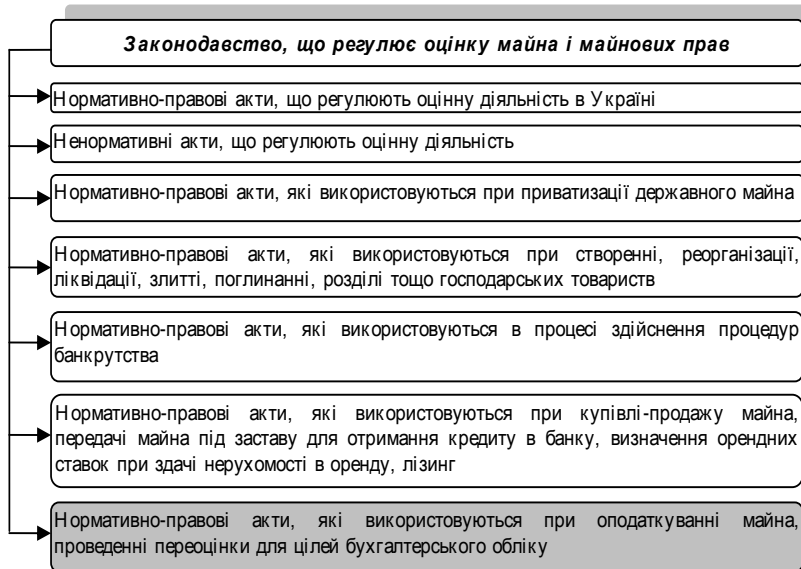 Законодавство, що регулює оцінку майна і майнових прав
Нормативно-правові акти, що регулюють оцінну діяльність в Україні
Ненормативні акти, що регулюють оцінну діяльність
Нормативно-правові акти, які використовуються при приватизації державного майна
Нормативно-правові акти, які використовуються при створенні, реорганізації,
ліквідації, злитті, поглинанні, розділі тощо господарських товариств
Нормативно-правові акти, які використовуються в процесі здійснення процедур
банкрутства
Нормативно-правові акти, які використовуються при купівлі-продажу майна,
передачі майна під заставу для отримання кредиту в банку, визначення орендних
ставок при здачі нерухомості в оренду, лізинг
Нормативно-правові акти, які використовуються при оподаткуванні майна,
проведенні переоцінки для цілей бухгалтерського обліку